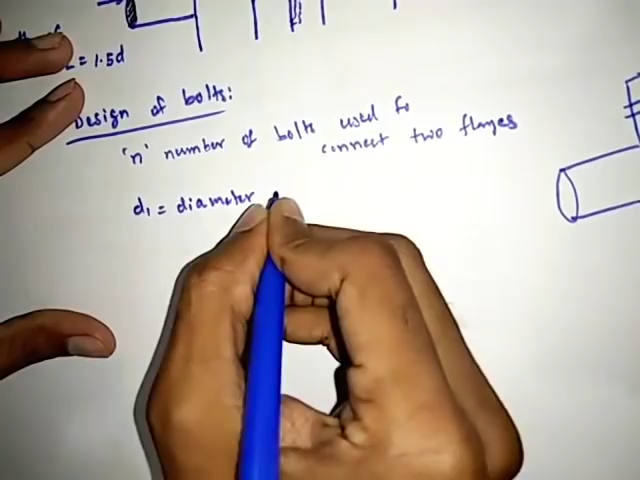 L = 1.5d
Design of bolts:
'n' number of bolts used to
connect two flanges
d1 = diameter